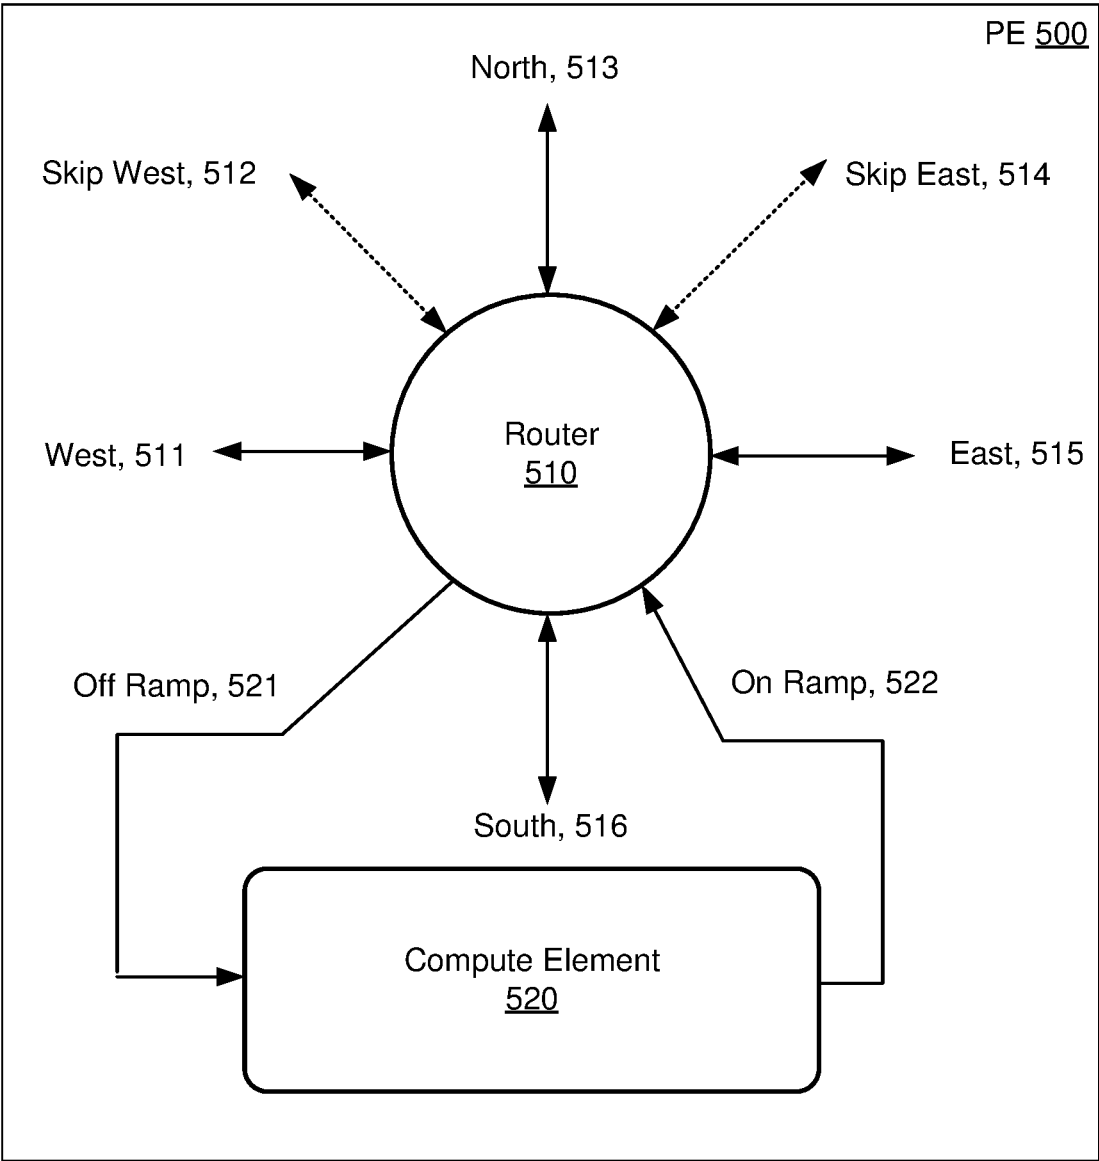 PE 500
North, 513
Skip West, 512
Skip East, 514
Router
510
West, 511
East, 515
Off Ramp, 521
On Ramp, 522
South, 516
Compute Element
520